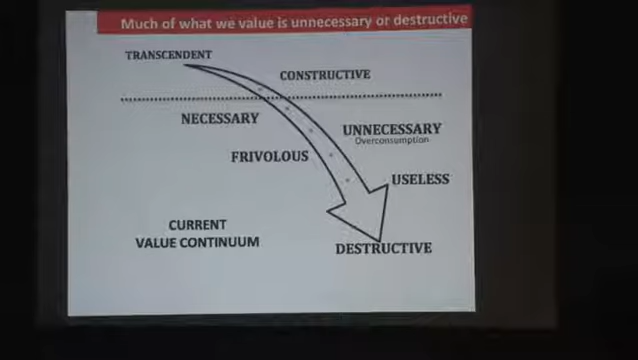 Much of what we value is unnecessary or destructive
TRANSCENDENT
CONSTRUCTIVE
NECESSARY
UNNECESSARY
Overconsumption
FRIVOLOUS
USELESS
CURRENT
VALUE CONTINUUM
DESTRUCTIVE